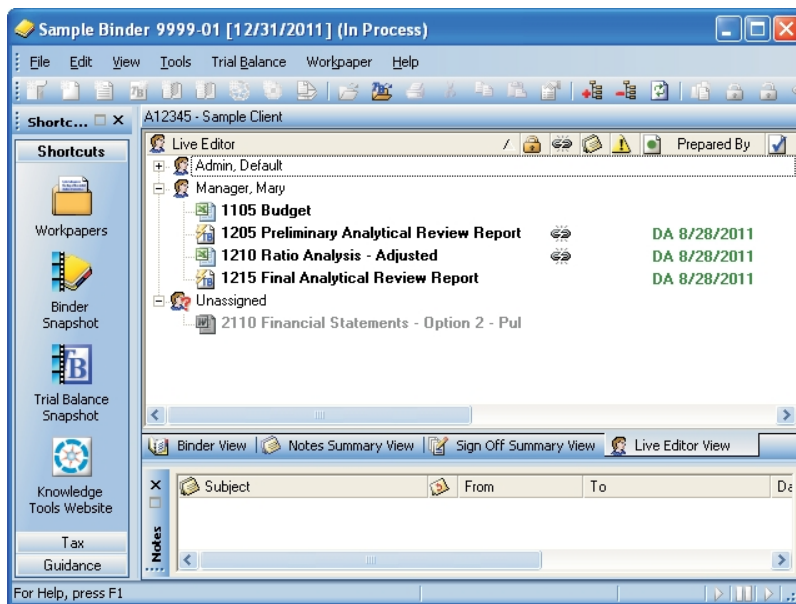 Sample Binder 9999-01 [12/31/2011] (In Process)
File Edit View Tools Trial Balance Workpaper Help
Shortc...
A12345 - Sample Client
Shortcuts
Workpapers
Binder
Snapshot
Trial Balance
Snapshot
Knowledge
Tools Website
Tax
Guidance
Live Editor / Prepared By
Admin, Default
Manager, Mary
1105 Budget
1205 Preliminary Analytical Review Report DA 8/28/2011
1210 Ratio Analysis - Adjusted DA 8/28/2011
1215 Final Analytical Review Report DA 8/28/2011
Unassigned
2110 Financial Statements - Option 2 - Pul
Binder View Notes Summary View Sign Off Summary View Live Editor View
Notes
Subject From To Da
For Help, press F1